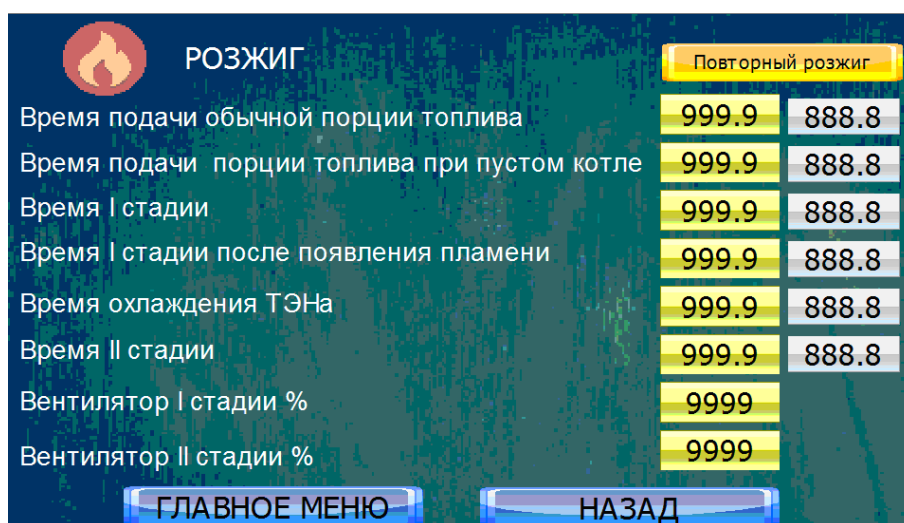 РОЗЖИГ
Повторный розжиг
Время подачи обычной порции топлива 999.9 888.8
Время подачи порции топлива при пустом котле 999.9 888.8
Время I стадии 999.9 888.8
Время I стадии после появления пламени 999.9 888.8
Время охлаждения ТЭНа 999.9 888.8
Время II стадии 999.9 888.8
Вентилятор I стадии % 9999
Вентилятор II стадии % 9999
ГЛАВНОЕ МЕНЮ НАЗАД